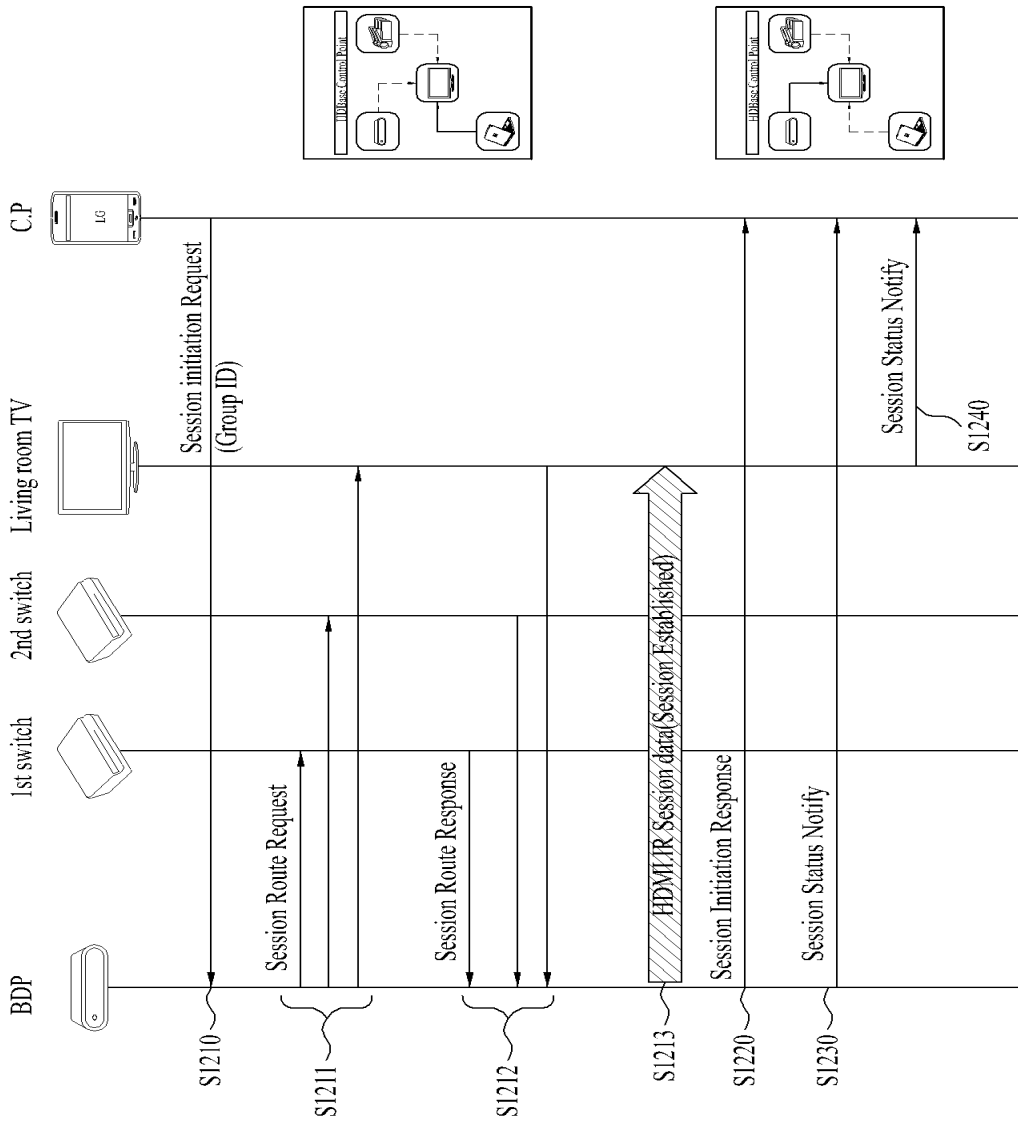 BDP
1st switch
2nd switch
Living room TV
C.P
LG
S1210
Session initiation Request
(Group ID)
S1211
Session Route Request
HDBase Control Point
S1212
Session Route Response
S1213
HDMI.IR Session data(Session Established)
S1220
Session Initiation Response
S1230
Session Status Notify
Session Status Notify
S1240
HDBase Control Point